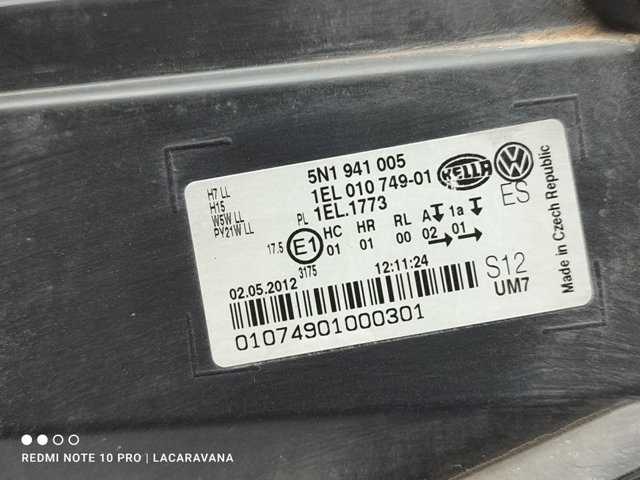 5N1 941 005
1EL 010 749-01
1EL.1773
HELLA
ES
Made in Czech Republic
H7 LL
H15
W5W LL
PY21W LL
PL
17.5 E1
3175
HC HR RL A 1a
01 01 00 02 01
02.05.2012 12:11:24
S12
UM7
01074901000301
REDMI NOTE 10 PRO | LACARAVANA